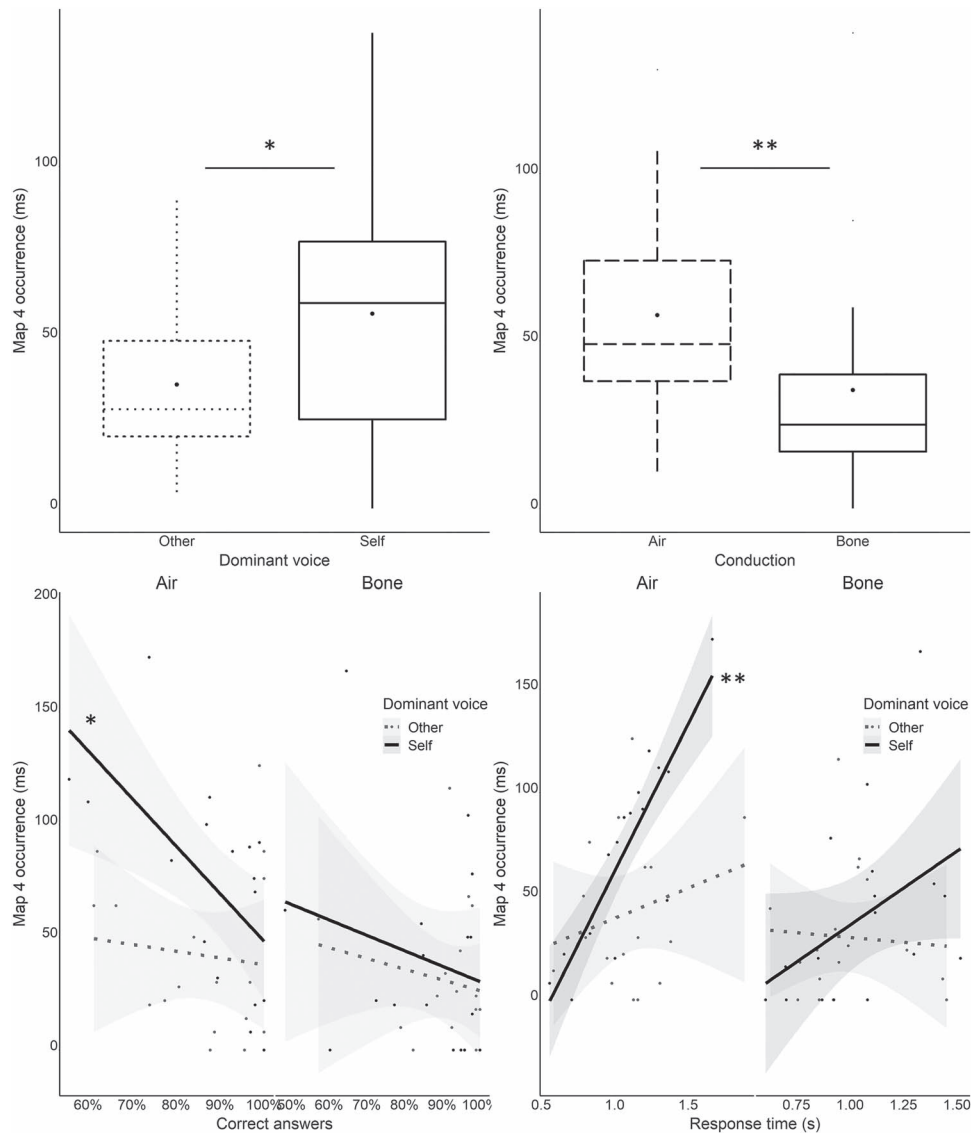 Map 4 occurrence (ms)
100
50
0
*
Other
Self
Dominant voice
Map 4 occurrence (ms)
100
50
0
**
Air
Bone
Conduction
Air
Bone
Map 4 occurrence (ms)
200
150
100
50
0
*
Dominant voice
Other
Self
60%
70%
80%
90%
100%
50%
60%
70%
80%
90%
100%
Correct answers
Air
Bone
Map 4 occurrence (ms)
150
100
50
0
**
Dominant voice
Other
Self
0.5
1.0
1.5
0.75
1.00
1.25
1.50
Response time (s)